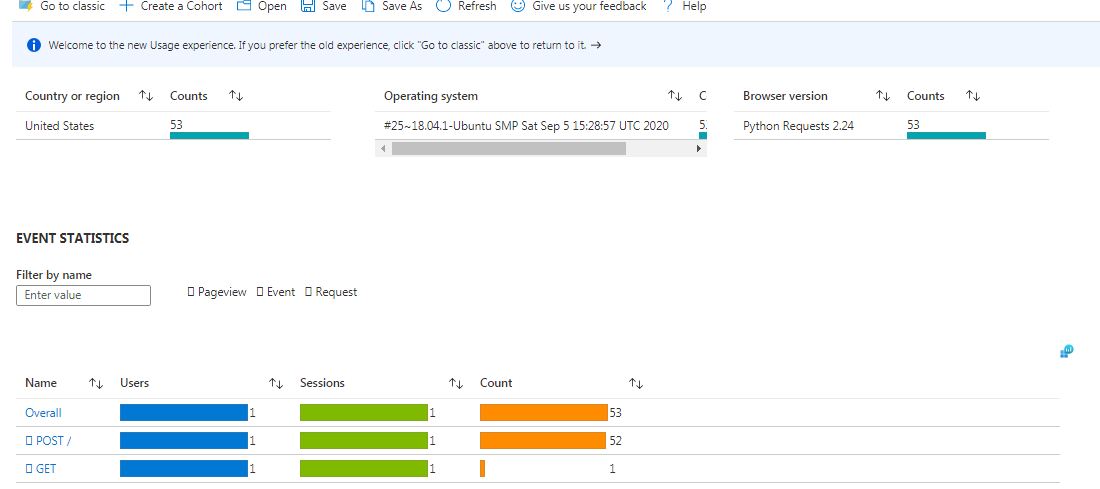 Go to classic Create a Cohort Open Save Save As Refresh Give us your feedback ? Help
Welcome to the new Usage experience. If you prefer the old experience, click "Go to classic" above to return to it. →
Country or region ↑↓ Counts ↑↓ Operating system ↑↓ C Browser version ↑↓ Counts ↑↓
United States 53 #25~18.04.1-Ubuntu SMP Sat Sep 5 15:28:57 UTC 2020 5 Python Requests 2.24 53
EVENT STATISTICS
Filter by name
Enter value Pageview Event Request
Name ↑↓ Users ↑↓ Sessions ↑↓ Count ↑↓
Overall 1 1 53
POST / 1 1 52
GET 1 1 1